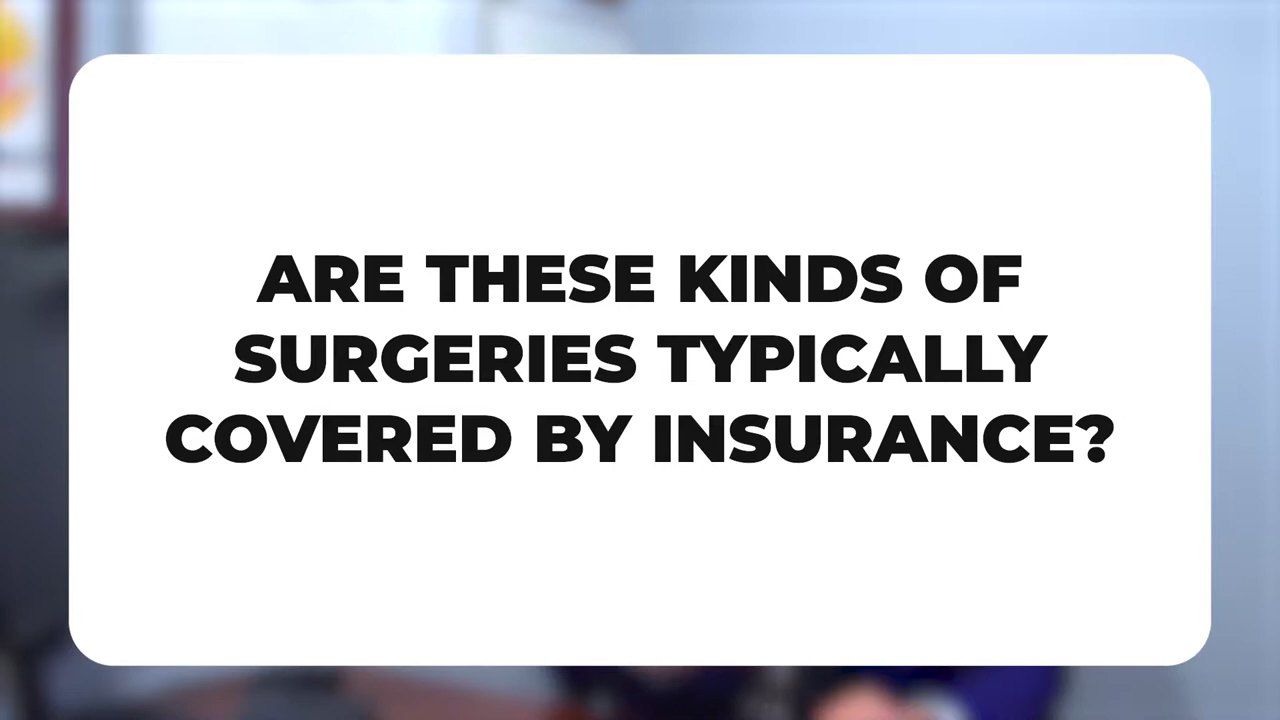 ARE THESE KINDS OF
SURGERIES TYPICALLY
COVERED BY INSURANCE?